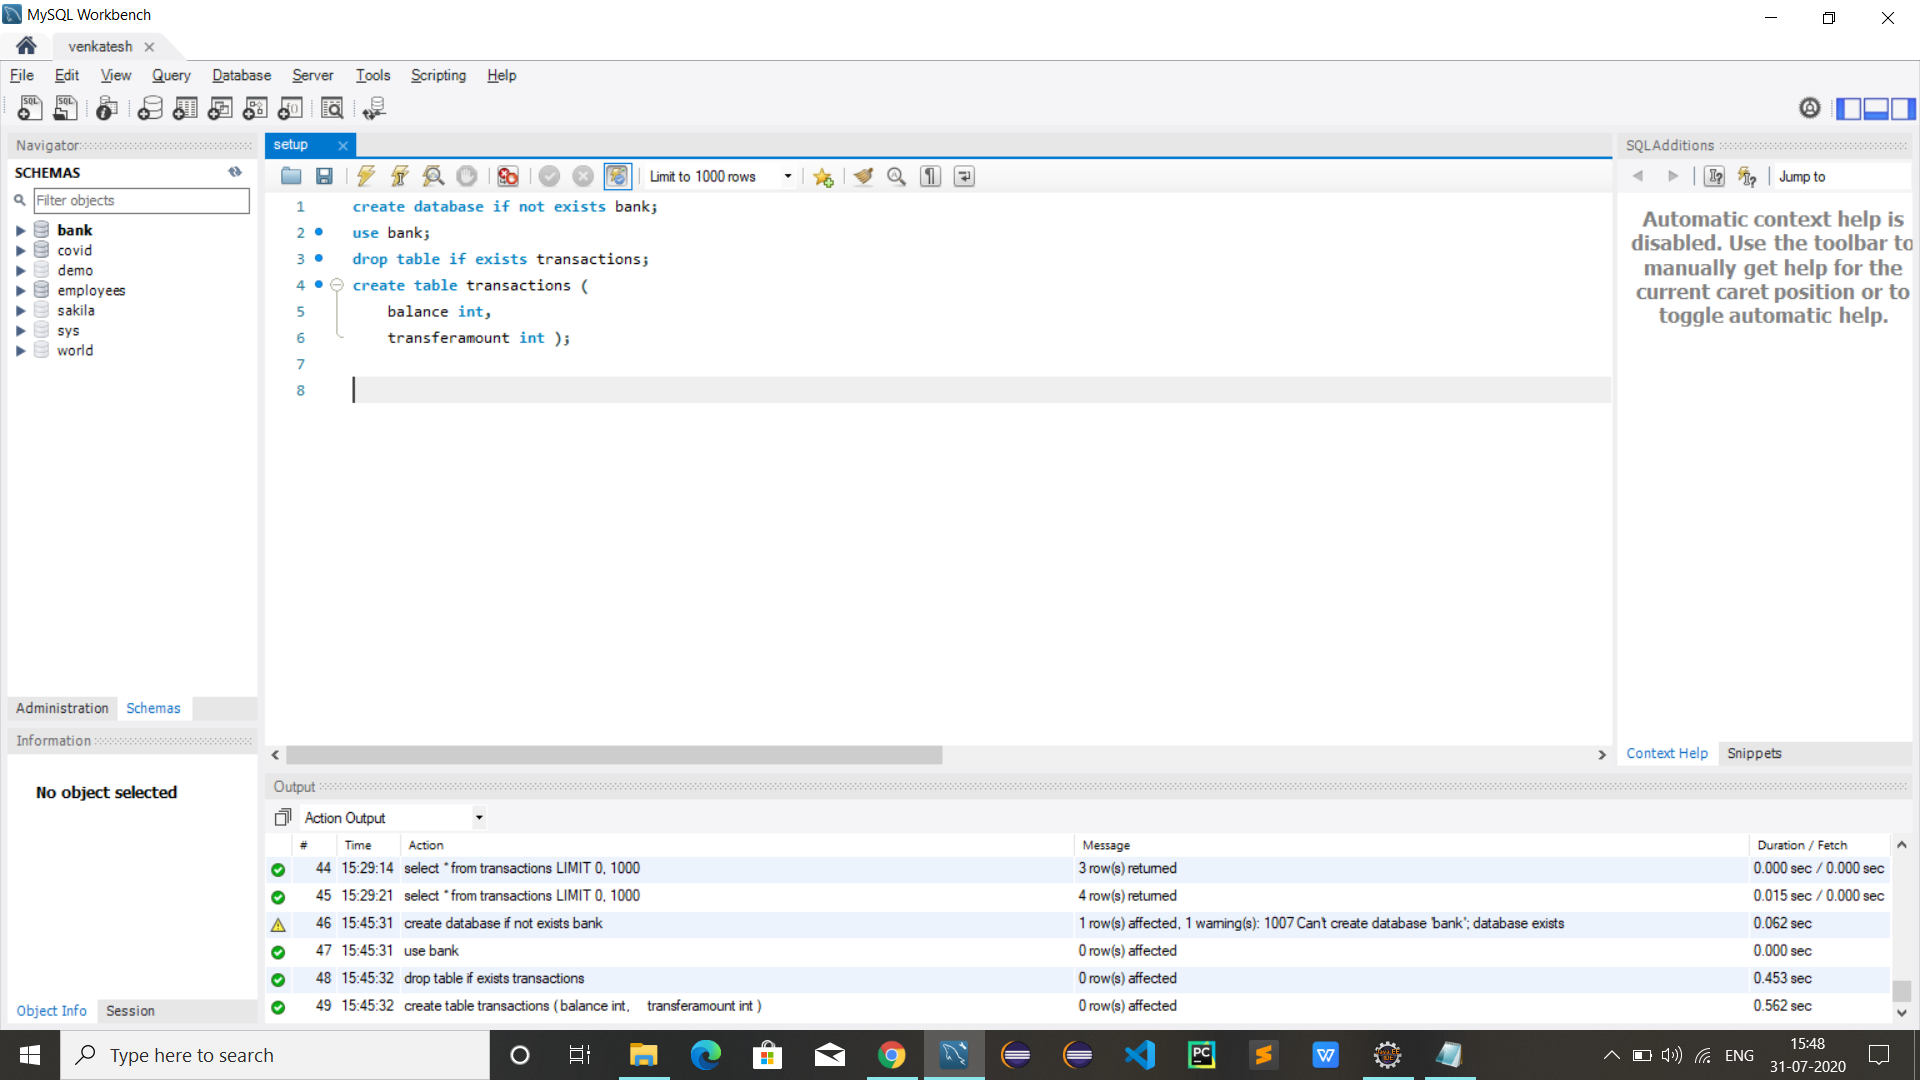 MySQL Workbench
venkatesh
File Edit View Query Database Server Tools Scripting Help
Navigator
SCHEMAS
Filter objects
bank
covid
demo
employees
sakila
sys
world
Administration Schemas
Information
No object selected
Object Info Session
setup
Limit to 1000 rows
1 create database if not exists bank;
2 use bank;
3 drop table if exists transactions;
4 create table transactions (
5 balance int,
6 transferamount int );
7
8
SQLAdditions
Jump to
Automatic context help is
disabled. Use the toolbar to
manually get help for the
current caret position or to
toggle automatic help.
Context Help Snippets
Output
Action Output
# Time Action Message Duration / Fetch
44 15:29:14 select * from transactions LIMIT 0, 1000 3 row(s) returned 0.000 sec / 0.000 sec
45 15:29:21 select * from transactions LIMIT 0, 1000 4 row(s) returned 0.015 sec / 0.000 sec
46 15:45:31 create database if not exists bank 1 row(s) affected, 1 warning(s): 1007 Can't create database 'bank'; database exists 0.062 sec
47 15:45:31 use bank 0 row(s) affected 0.000 sec
48 15:45:32 drop table if exists transactions 0 row(s) affected 0.453 sec
49 15:45:32 create table transactions ( balance int, transferamount int ) 0 row(s) affected 0.562 sec
Type here to search
ENG
15:48
31-07-2020